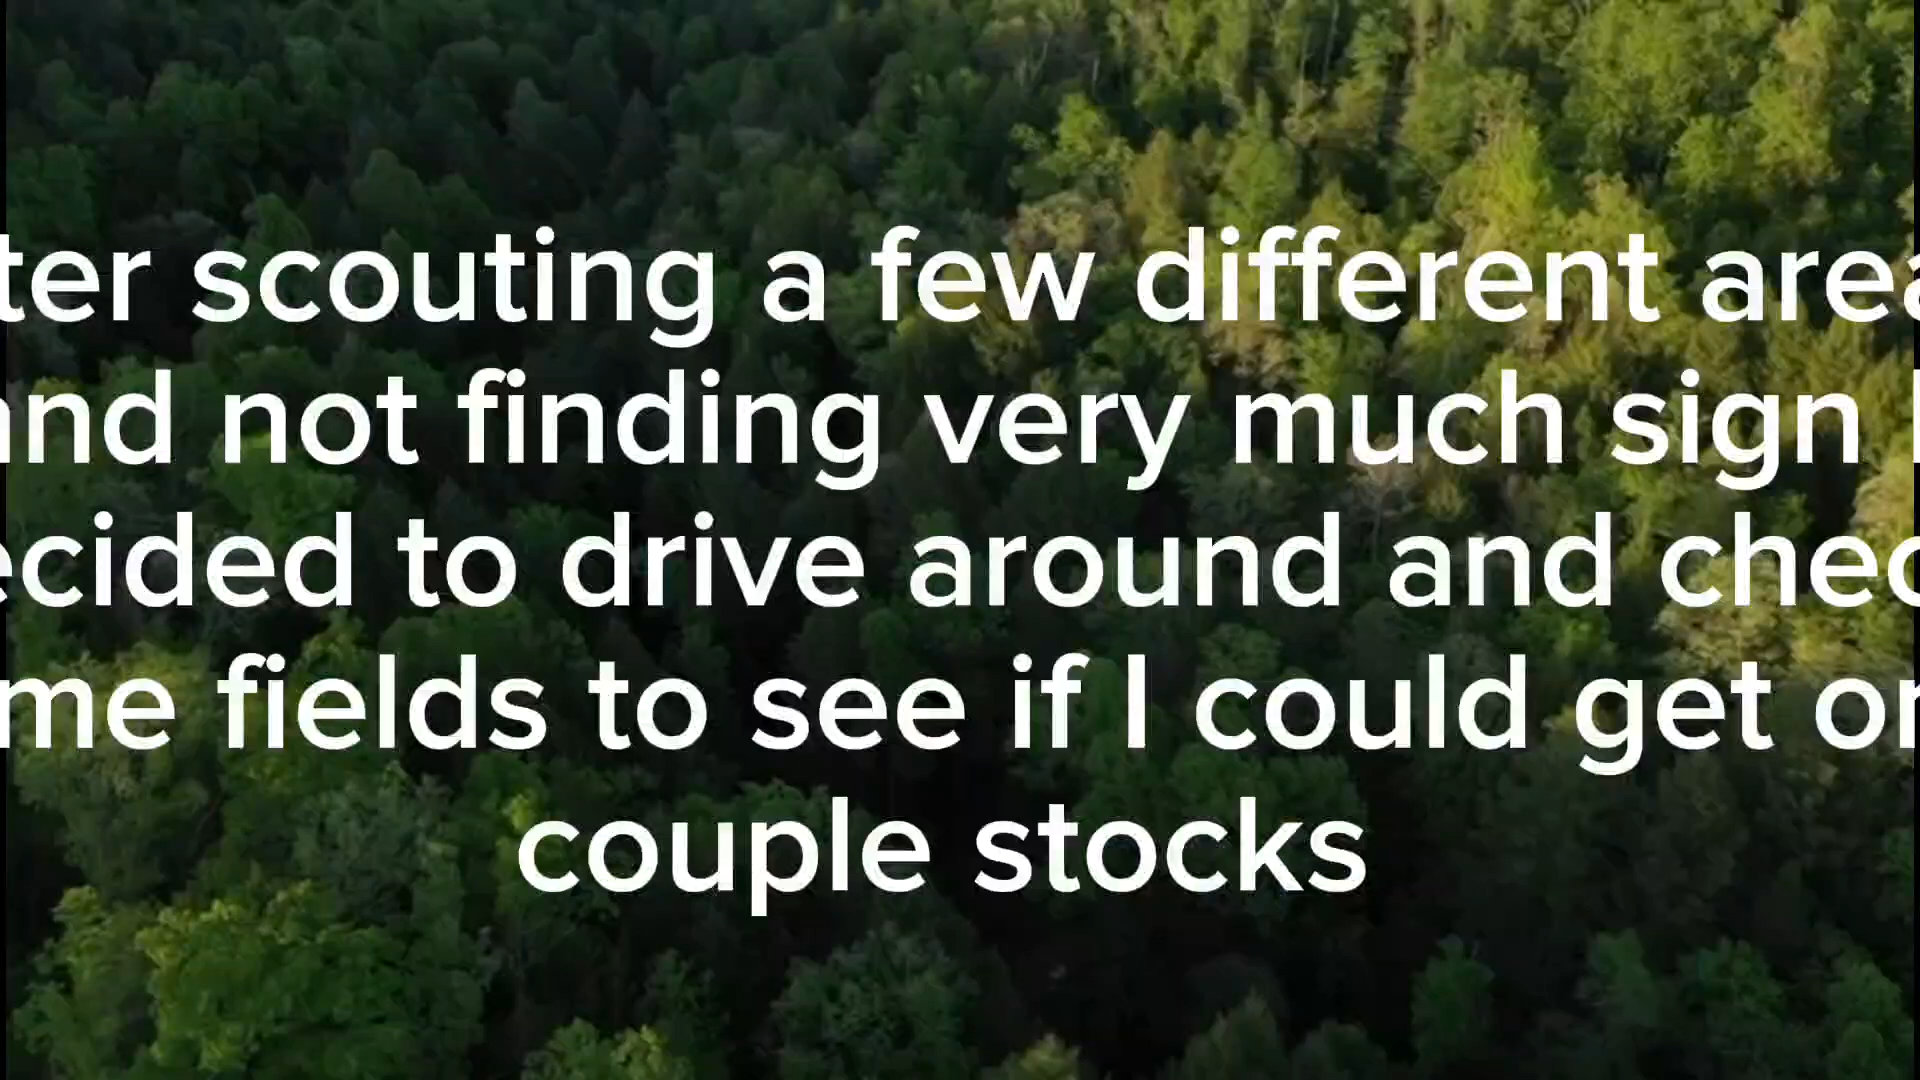 ter scouting a few different area
nd not finding very much sign
ecided to drive around and chec
me fields to see if I could get on
couple stocks